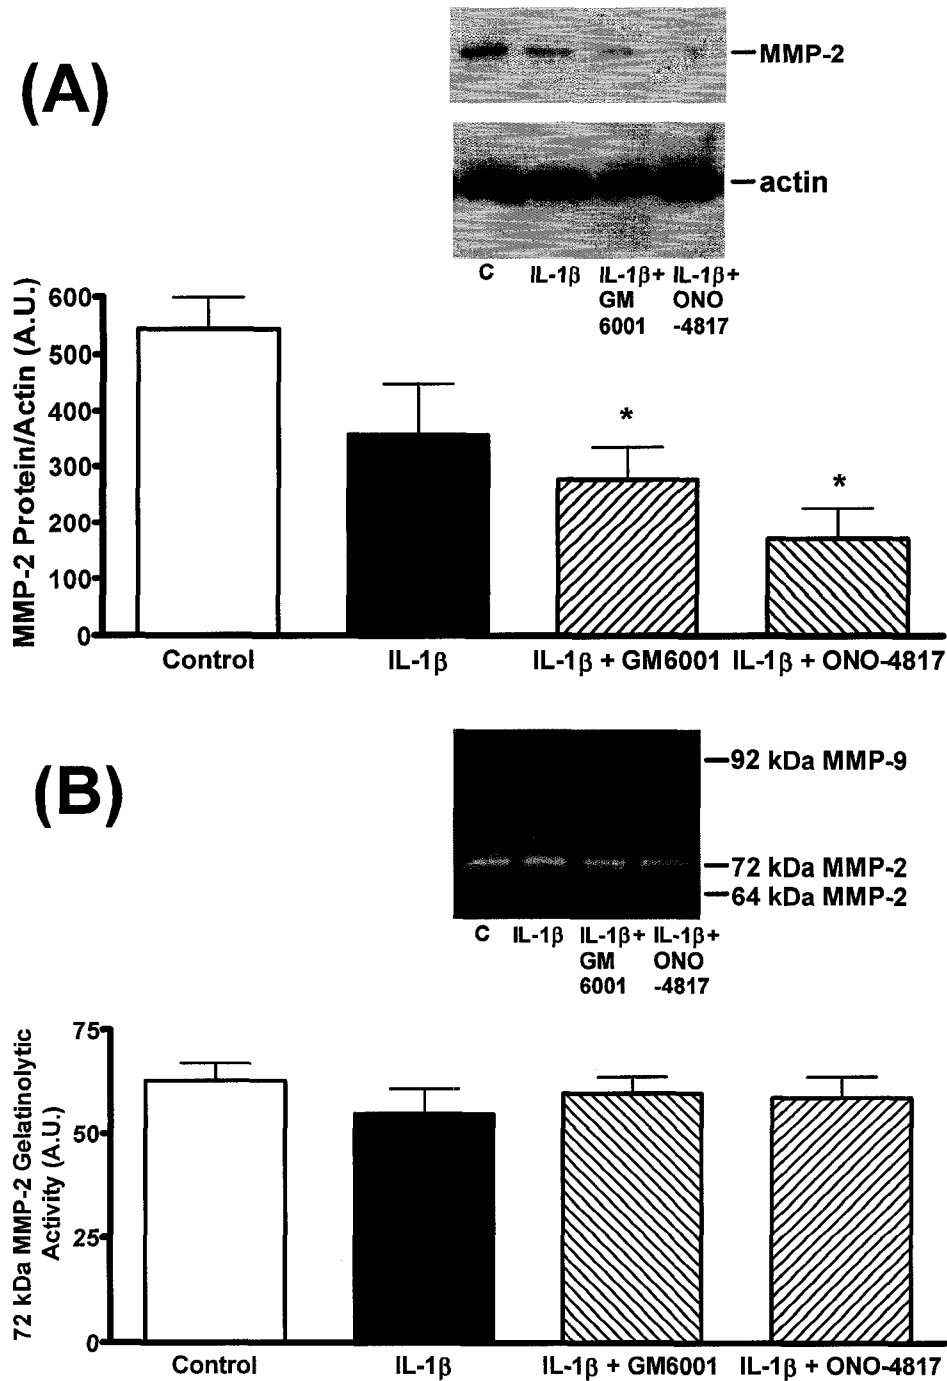 (A)
MMP-2
actin
C IL-1β IL-1β+ IL-1β+
GM ONO
6001 -4817
MMP-2 Protein/Actin (A.U.)
600
500
400
300
200
100
0
*
*
Control IL-1β IL-1β + GM6001 IL-1β + ONO-4817
(B)
92 kDa MMP-9
72 kDa MMP-2
64 kDa MMP-2
C IL-1β IL-1β+ IL-1β+
GM ONO
6001 -4817
72 kDa MMP-2 Gelatinolytic
Activity (A.U.)
75
50
25
0
Control IL-1β IL-1β + GM6001 IL-1β + ONO-4817